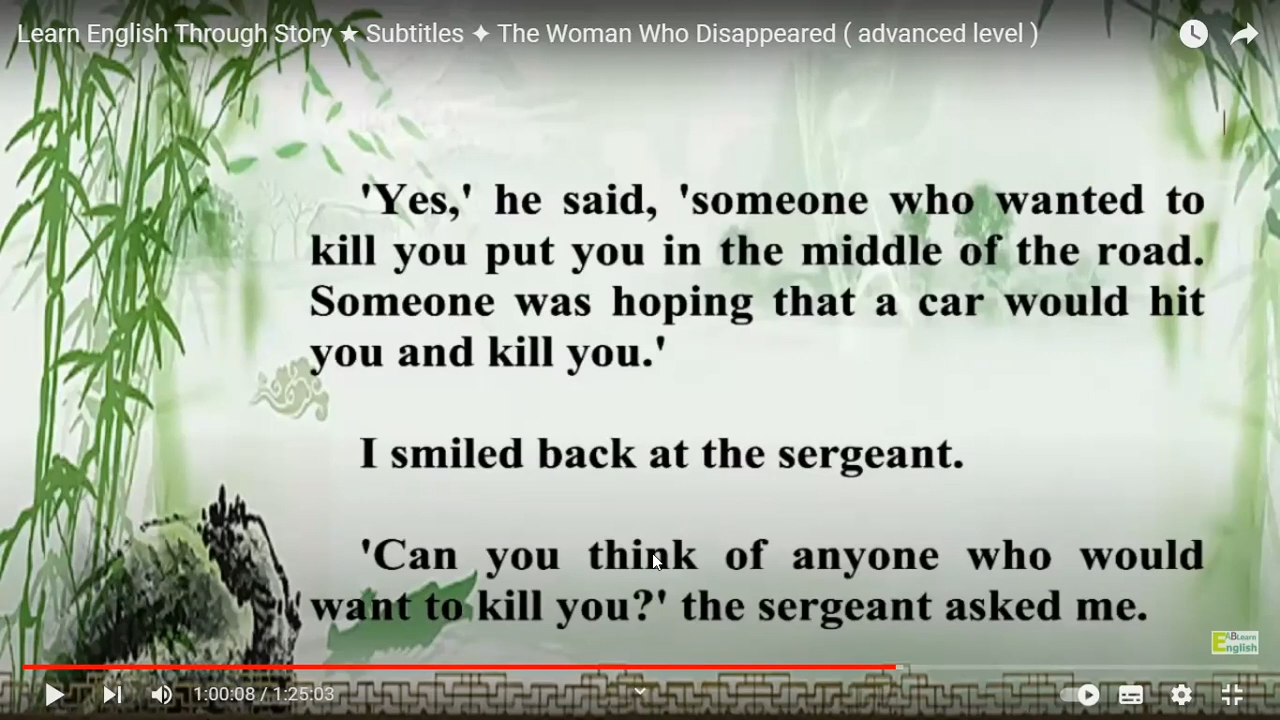 Learn English Through Story ★ Subtitles ✦ The Woman Who Disappeared ( advanced level )
'Yes,' he said, 'someone who wanted to
kill you put you in the middle of the road.
Someone was hoping that a car would hit
you and kill you.'
I smiled back at the sergeant.
'Can you think of anyone who would
want to kill you?' the sergeant asked me.
EABLearn
English
1:00:08 / 1:25:03